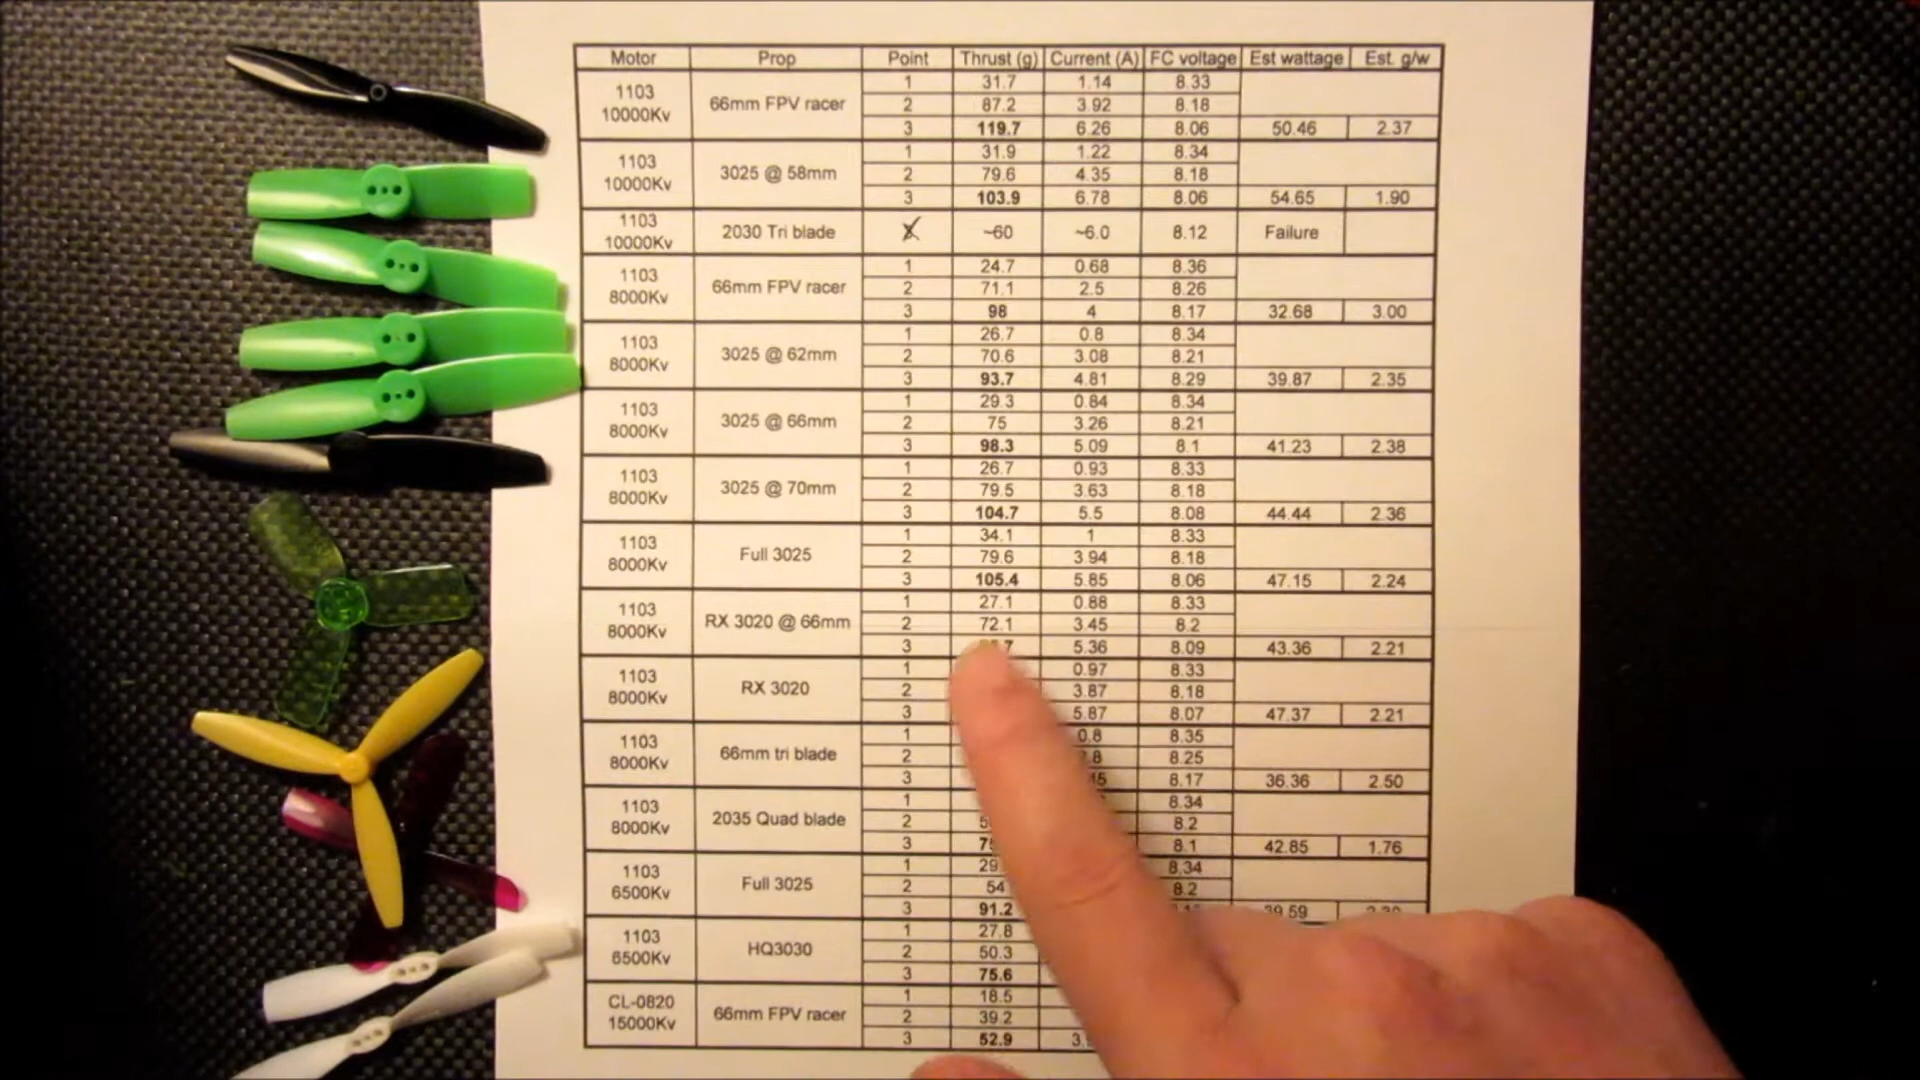 Motor Prop Point Thrust (g) Current (A) FC voltage Est wattage Est. g/w
1103 10000Kv 66mm FPV racer 1 31.7 1.14 8.33
2 87.2 3.92 8.18
3 119.7 6.26 8.06 50.46 2.37
1103 10000Kv 3025 @ 58mm 1 31.9 1.22 8.34
2 79.6 4.35 8.18
3 103.9 6.78 8.06 54.65 1.90
1103 10000Kv 2030 Tri blade X ~60 ~6.0 8.12 Failure
1103 8000Kv 66mm FPV racer 1 24.7 0.68 8.36
2 71.1 2.5 8.26
3 98 4 8.17 32.68 3.00
1103 8000Kv 3025 @ 62mm 1 26.7 0.8 8.34
2 70.6 3.08 8.21
3 93.7 4.81 8.29 39.87 2.35
1103 8000Kv 3025 @ 66mm 1 29.3 0.84 8.34
2 75 3.26 8.21
3 98.3 5.09 8.1 41.23 2.38
1103 8000Kv 3025 @ 70mm 1 26.7 0.93 8.33
2 79.5 3.63 8.18
3 104.7 5.5 8.08 44.44 2.36
1103 8000Kv Full 3025 1 34.1 1 8.33
2 79.6 3.94 8.18
3 105.4 5.85 8.06 47.15 2.24
1103 8000Kv RX 3020 @ 66mm 1 27.1 0.88 8.33
2 72.1 3.45 8.2
3 5.36 8.09 43.36 2.21
1103 8000Kv RX 3020 1 0.97 8.33
2 3.87 8.18
3 5.87 8.07 47.37 2.21
1103 8000Kv 66mm tri blade 1 0.8 8.35
2 8.25
3 8.17 36.36 2.50
1103 8000Kv 2035 Quad blade 1 8.34
2 8.2
3 8.1 42.85 1.76
1103 6500Kv Full 3025 1 8.34
2 54 8.2
3 91.2 39.59
1103 6500Kv HQ3030 1 27.8
2 50.3
3 75.6
CL-0820 15000Kv 66mm FPV racer 1 18.5
2 39.2
3 52.9